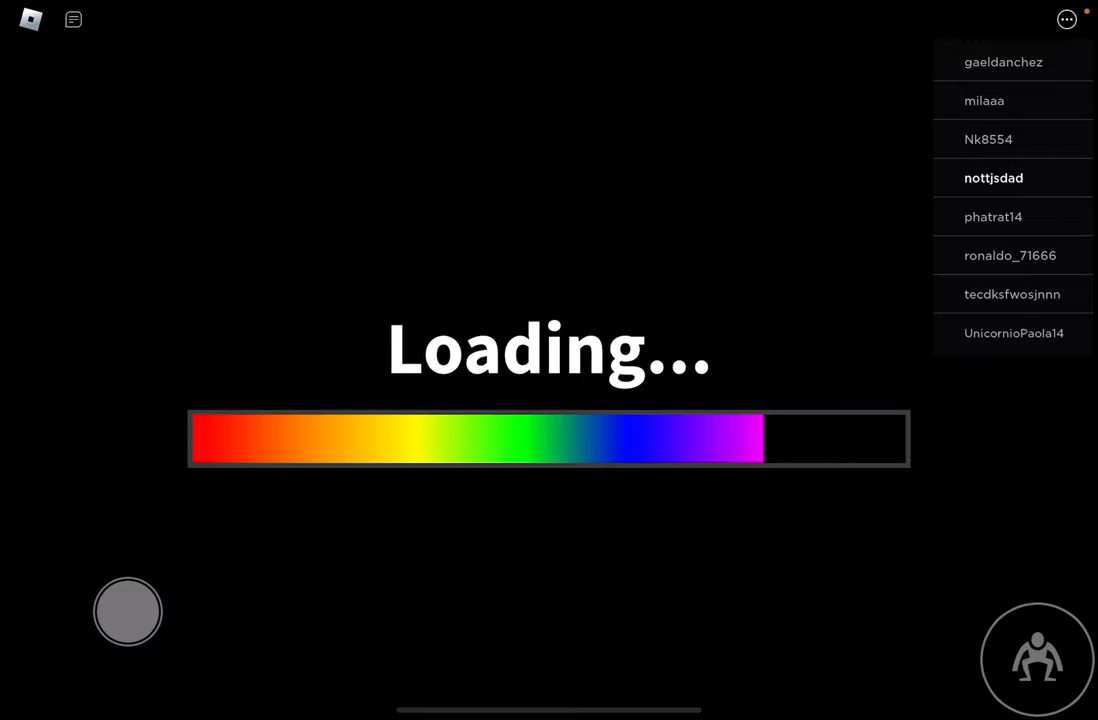 gaeldanchez
milaaa
Nk8554
nottjsdad
phatrat14
ronaldo_71666
tecdksfwosjnnn
UnicornioPaola14
Loading...